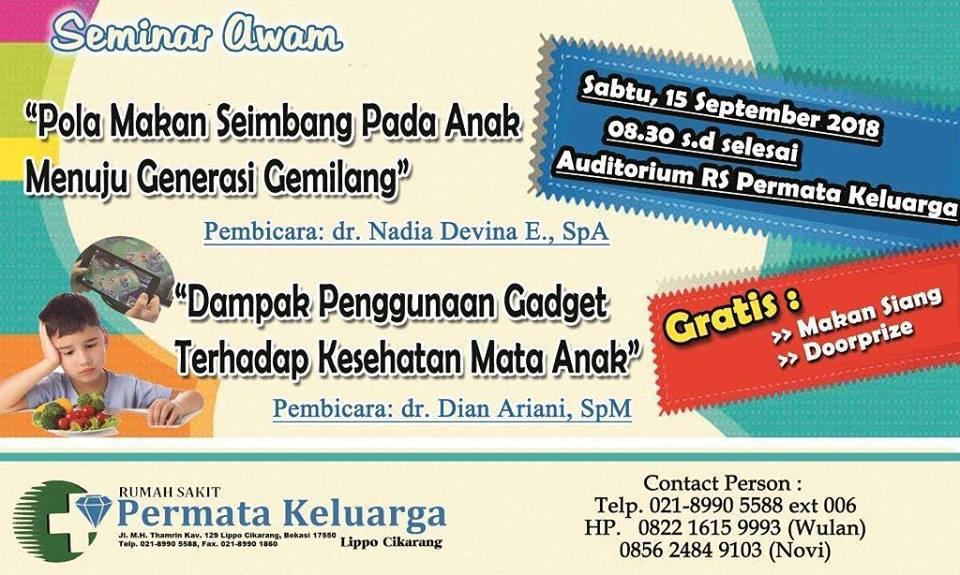 Seminar Awam
“Pola Makan Seimbang Pada Anak
Menuju Generasi Gemilang”
Pembicara: dr. Nadia Devina E., SpA
“Dampak Penggunaan Gadget
Terhadap Kesehatan Mata Anak”
Pembicara: dr. Dian Ariani, SpM
Sabtu, 15 September 2018
08.30 s.d selesai
Auditorium RS Permata Keluarga
Gratis :
>> Makan Siang
>> Doorprize
RUMAH SAKIT
Permata Keluarga
Jl. M.H. Thamrin Kav. 129 Lippo Cikarang, Bekasi 17550
Telp. 021-8990 5588, Fax. 021-8990 1860
Lippo Cikarang
Contact Person :
Telp. 021-8990 5588 ext 006
HP. 0822 1615 9993 (Wulan)
0856 2484 9103 (Novi)